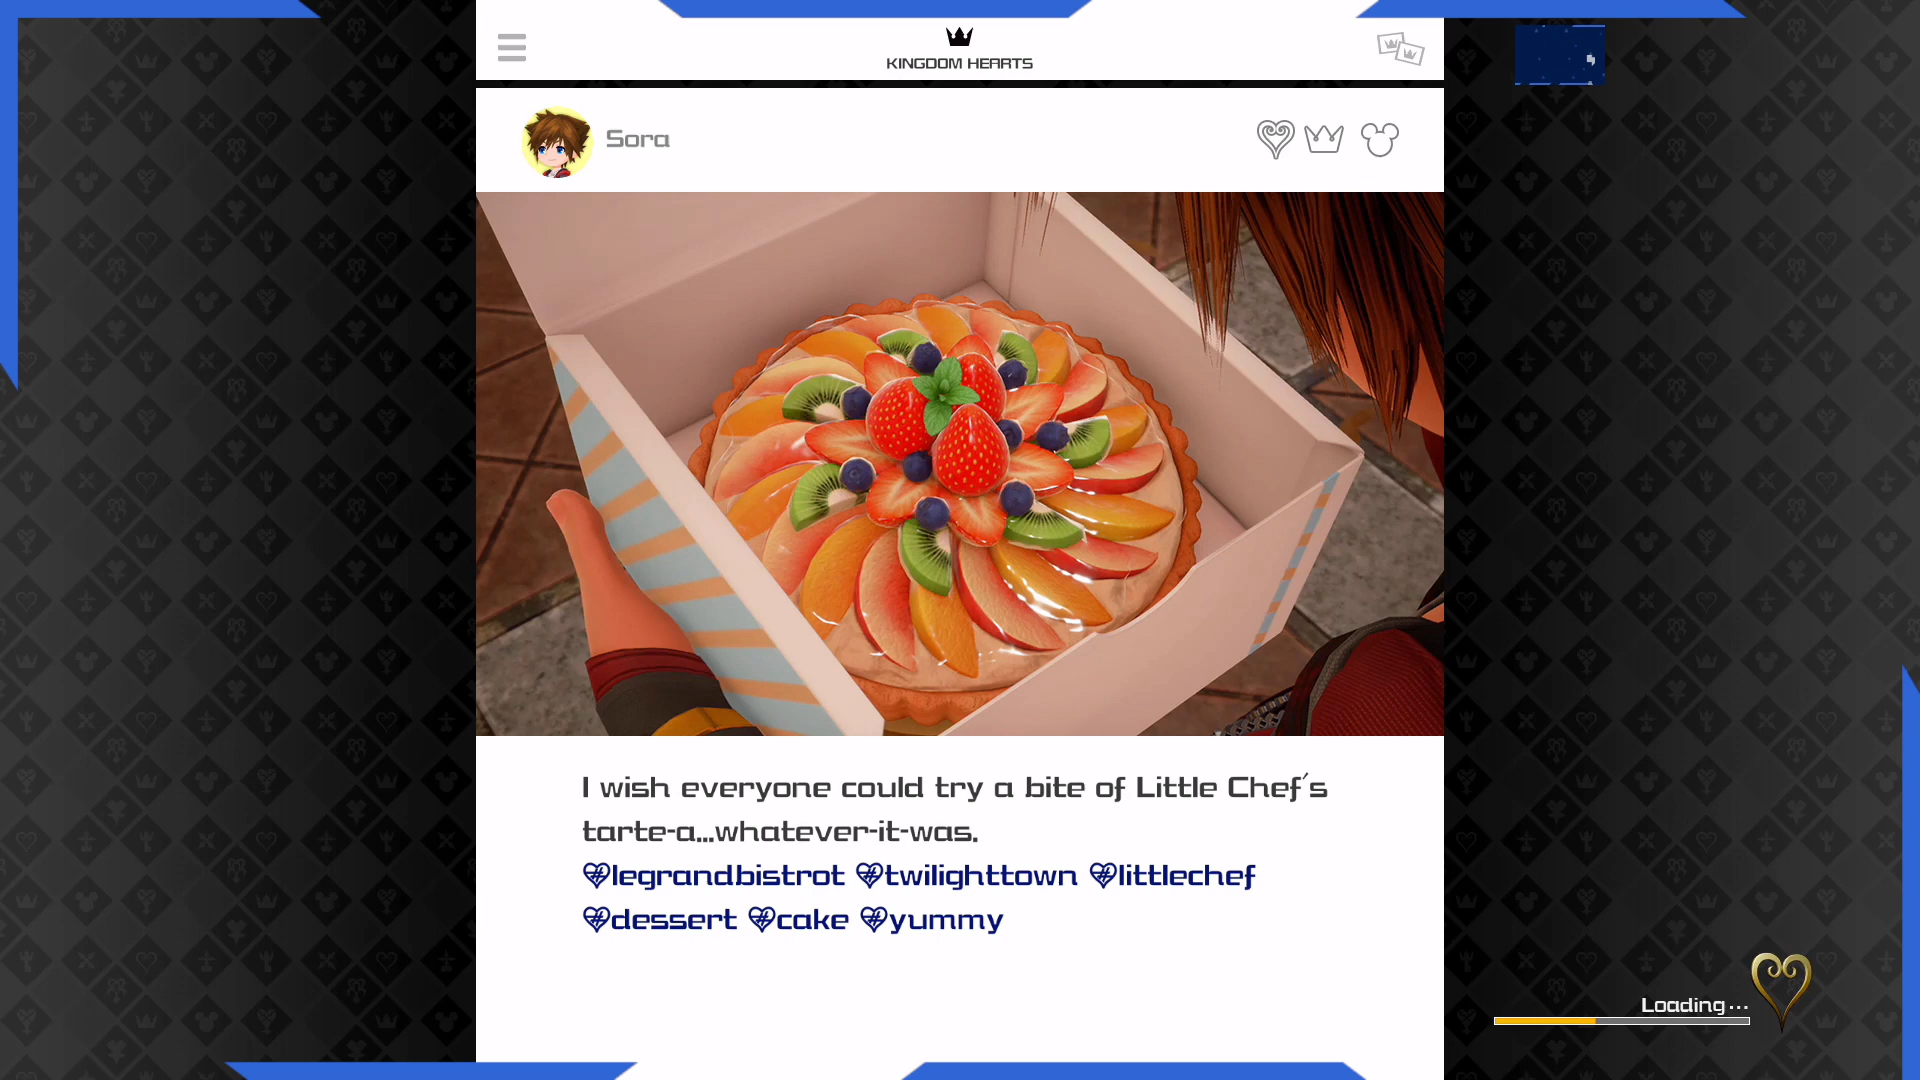 KINGDOM HEARTS
Sora
I wish everyone could try a bite of Little Chef's
tarte-a...whatever-it-was.
#legrandbistrot #twilighttown #littlechef
#dessert #cake #yummy
Loading...